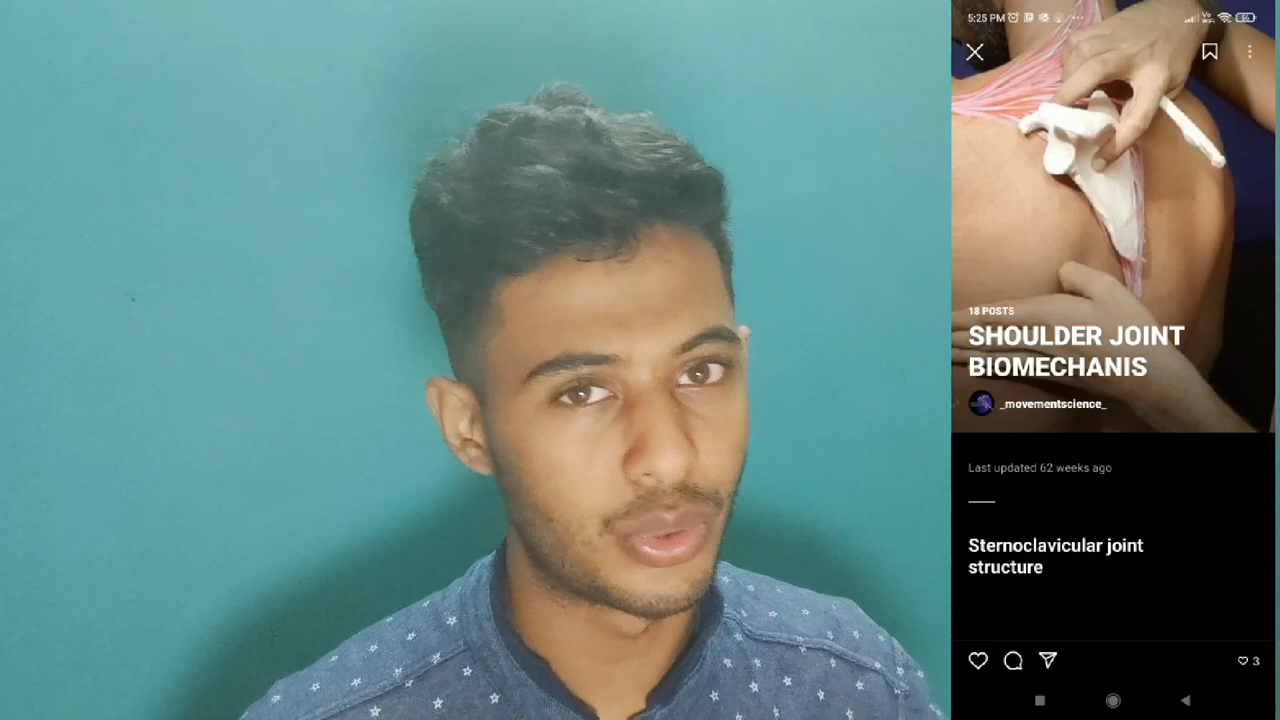 5:25 PM
18 POSTS
SHOULDER JOINT
BIOMECHANIS
_movementscience_
Last updated 62 weeks ago
Sternoclavicular joint
structure
3